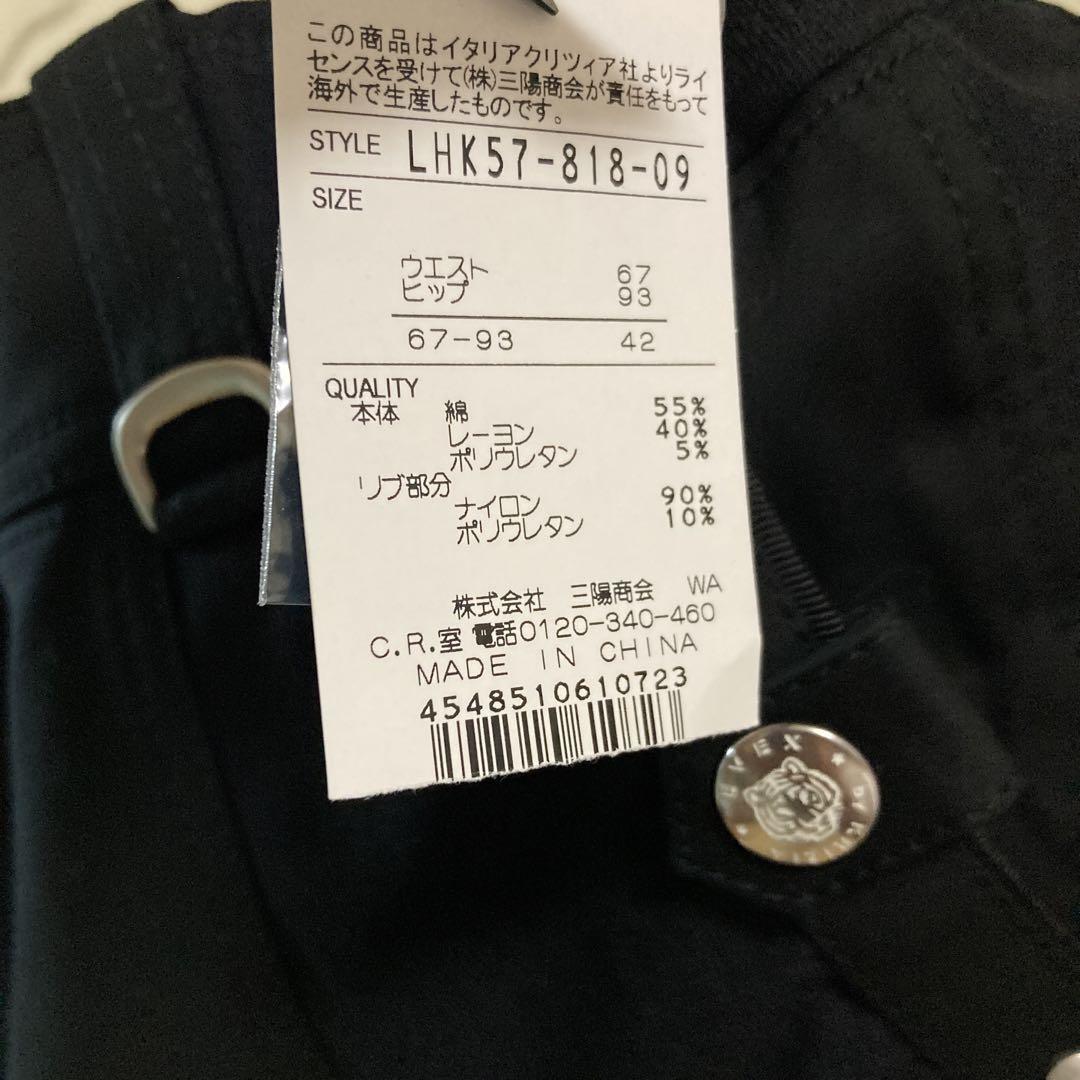 この商品はイタリアクリツィア社よりライ
センスを受けて(株)三陽商会が責任をもって
海外で生産したものです。
STYLE LHK57-818-09
SIZE
ウエスト 67
ヒップ 93
67-93 42
QUALITY
本体 綿 55%
レーヨン 40%
ポリウレタン 5%
リブ部分
ナイロン 90%
ポリウレタン 10%
株式会社 三陽商会 WA
C.R.室 電話0120-340-460
MADE IN CHINA
4548510610723
BY